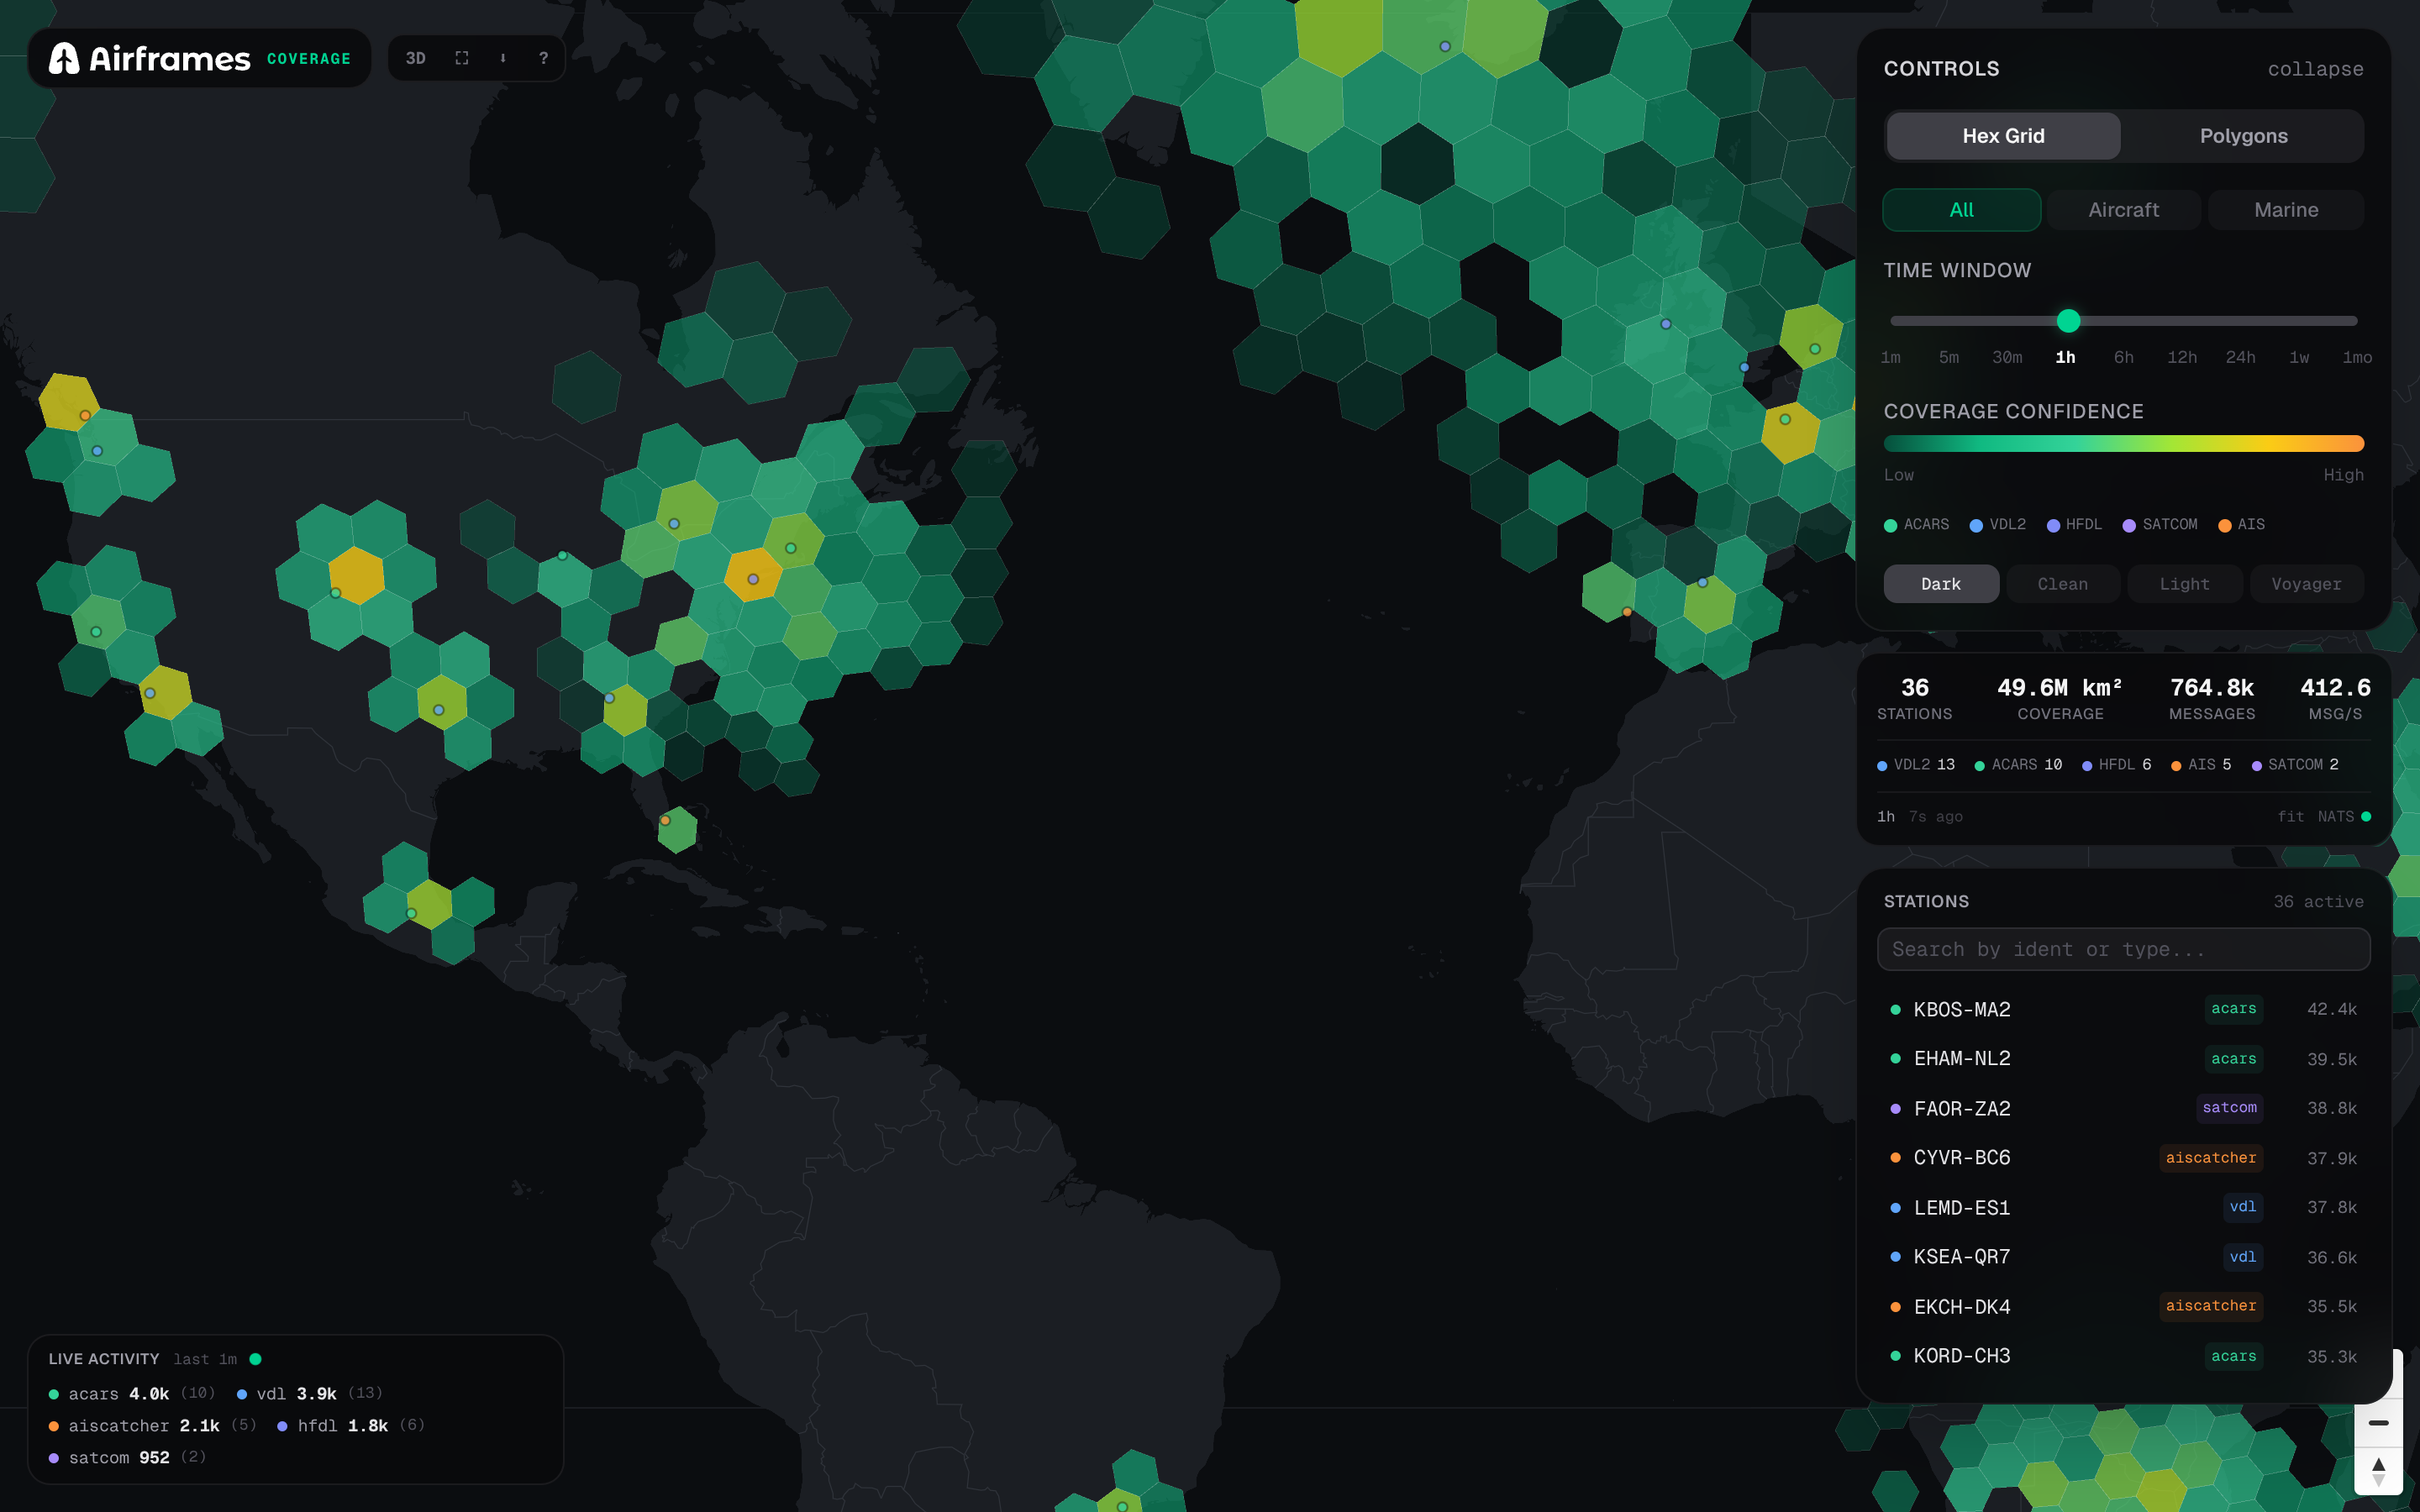 Airframes COVERAGE
3D ?
CONTROLS collapse
Hex Grid Polygons
All Aircraft Marine
TIME WINDOW
1m 5m 30m 1h 6h 12h 24h 1w 1mo
COVERAGE CONFIDENCE
Low High
ACARS VDL2 HFDL SATCOM AIS
Dark Clean Light Voyager
36 49.6M km² 764.8k 412.6
STATIONS COVERAGE MESSAGES MSG/S
VDL2 13 ACARS 10 HFDL 6 AIS 5 SATCOM 2
1h 7s ago fit NATS
STATIONS 36 active
Search by ident or type...
KBOS-MA2 acars 42.4k
EHAM-NL2 acars 39.5k
FAOR-ZA2 satcom 38.8k
CYVR-BC6 aiscatcher 37.9k
LEMD-ES1 vdl 37.8k
KSEA-QR7 vdl 36.6k
EKCH-DK4 aiscatcher 35.5k
KORD-CH3 acars 35.3k
LIVE ACTIVITY last 1m
acars 4.0k (10) vdl 3.9k (13)
aiscatcher 2.1k (5) hfdl 1.8k (6)
satcom 952 (2)